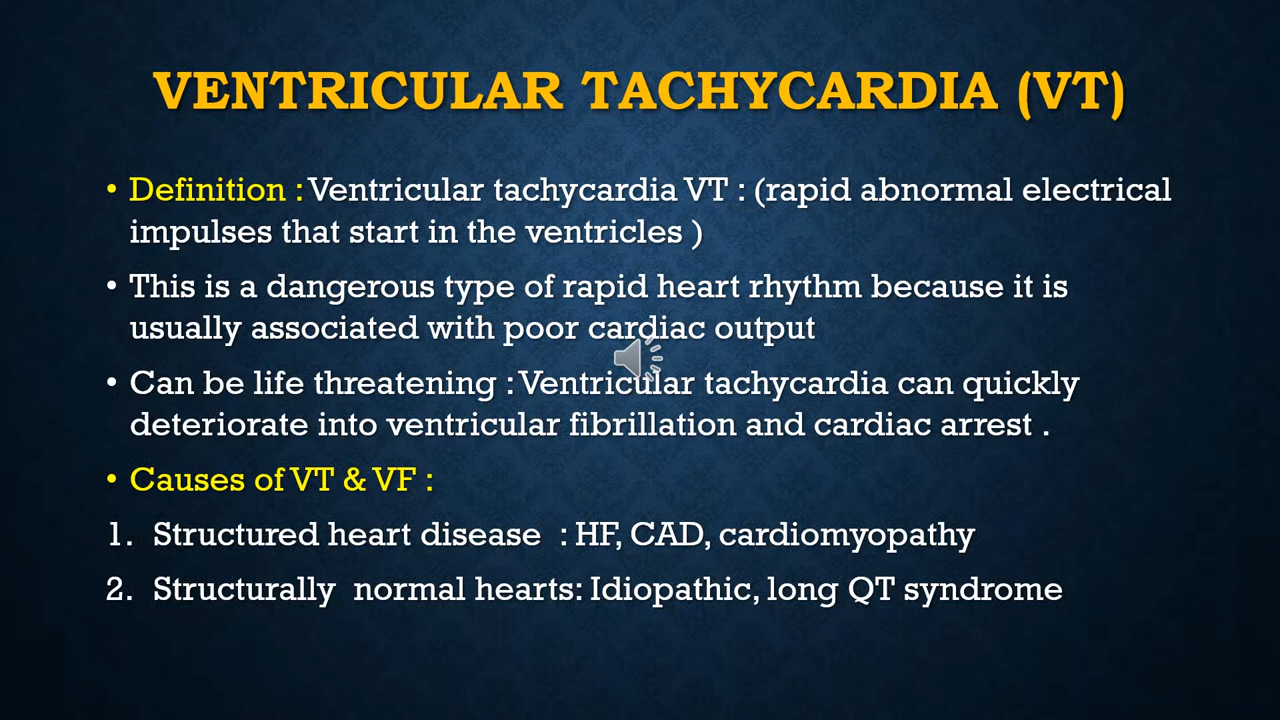 VENTRICULAR TACHYCARDIA (VT)
• Definition : Ventricular tachycardia VT : (rapid abnormal electrical
impulses that start in the ventricles )
• This is a dangerous type of rapid heart rhythm because it is
usually associated with poor cardiac output
• Can be life threatening : Ventricular tachycardia can quickly
deteriorate into ventricular fibrillation and cardiac arrest .
• Causes of VT & VF :
1. Structured heart disease : HF, CAD, cardiomyopathy
2. Structurally normal hearts: Idiopathic, long QT syndrome